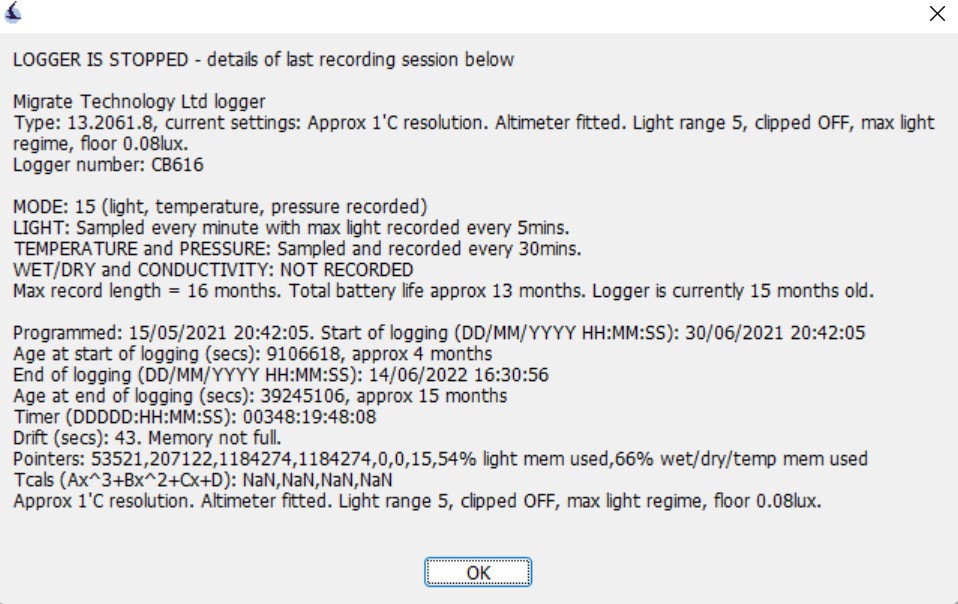 LOGGER IS STOPPED - details of last recording session below
Migrate Technology Ltd logger
Type: 13.2061.8, current settings: Approx 1'C resolution. Altimeter fitted. Light range 5, clipped OFF, max light
regime, floor 0.08lux.
Logger number: CB616
MODE: 15 (light, temperature, pressure recorded)
LIGHT: Sampled every minute with max light recorded every 5mins.
TEMPERATURE and PRESSURE: Sampled and recorded every 30mins.
WET/DRY and CONDUCTIVITY: NOT RECORDED
Max record length = 16 months. Total battery life approx 13 months. Logger is currently 15 months old.
Programmed: 15/05/2021 20:42:05. Start of logging (DD/MM/YYYY HH:MM:SS): 30/06/2021 20:42:05
Age at start of logging (secs): 9106618, approx 4 months
End of logging (DD/MM/YYYY HH:MM:SS): 14/06/2022 16:30:56
Age at end of logging (secs): 39245106, approx 15 months
Timer (DDDDD:HH:MM:SS): 00348:19:48:08
Drift (secs): 43. Memory not full.
Pointers: 53521,207122,1184274,1184274,0,0,15,54% light mem used,66% wet/dry/temp mem used
Tcals (Ax^3+Bx^2+Cx+D): NaN,NaN,NaN,NaN
Approx 1'C resolution. Altimeter fitted. Light range 5, clipped OFF, max light regime, floor 0.08lux.
OK